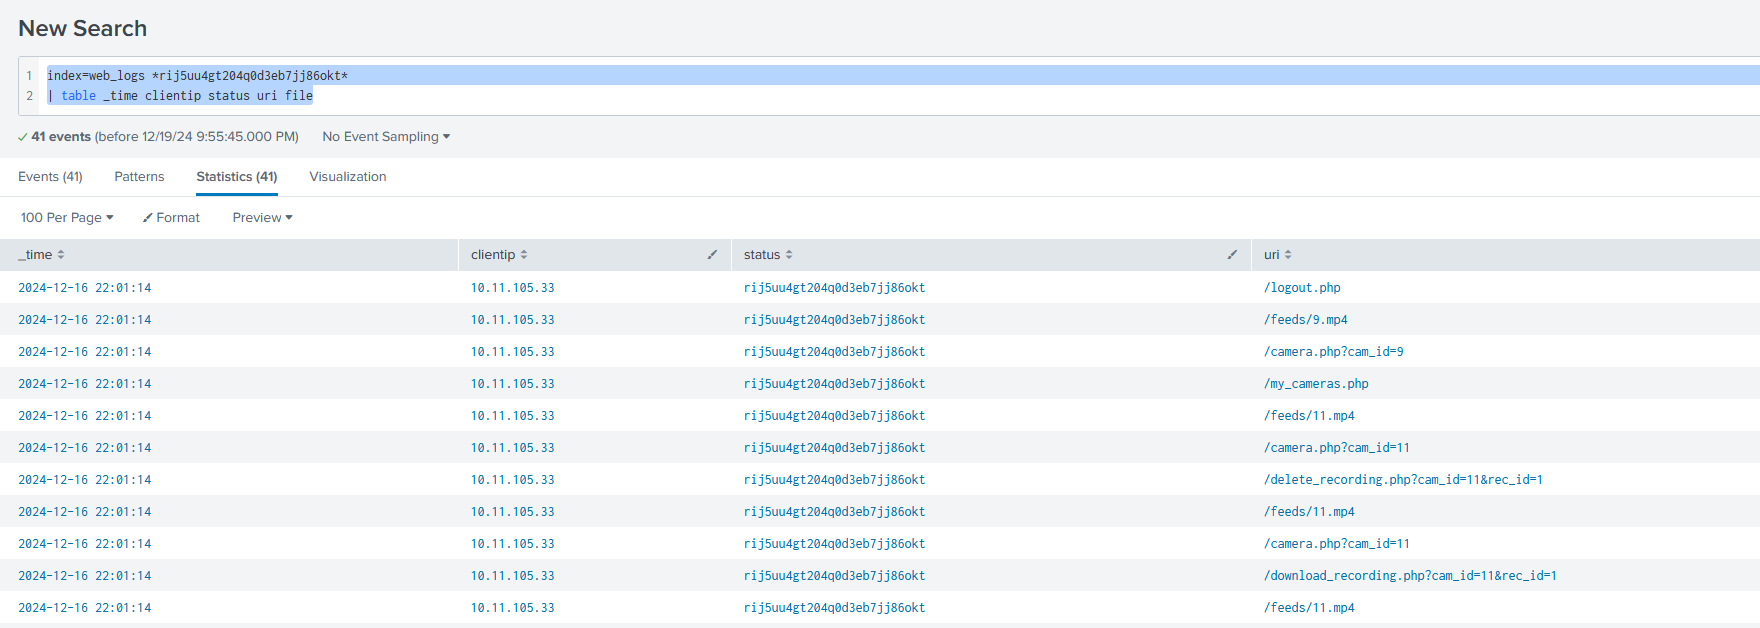 New Search
1 index=web_logs *rij5uu4gt204q0d3eb7jj86okt*
2 | table _time clientip status uri file
✓ 41 events (before 12/19/24 9:55:45.000 PM) No Event Sampling ▾
Events (41) Patterns Statistics (41) Visualization
100 Per Page ▾ Format Preview ▾
_time clientip status uri
2024-12-16 22:01:14 10.11.105.33 rij5uu4gt204q0d3eb7jj86okt /logout.php
2024-12-16 22:01:14 10.11.105.33 rij5uu4gt204q0d3eb7jj86okt /feeds/9.mp4
2024-12-16 22:01:14 10.11.105.33 rij5uu4gt204q0d3eb7jj86okt /camera.php?cam_id=9
2024-12-16 22:01:14 10.11.105.33 rij5uu4gt204q0d3eb7jj86okt /my_cameras.php
2024-12-16 22:01:14 10.11.105.33 rij5uu4gt204q0d3eb7jj86okt /feeds/11.mp4
2024-12-16 22:01:14 10.11.105.33 rij5uu4gt204q0d3eb7jj86okt /camera.php?cam_id=11
2024-12-16 22:01:14 10.11.105.33 rij5uu4gt204q0d3eb7jj86okt /delete_recording.php?cam_id=11&rec_id=1
2024-12-16 22:01:14 10.11.105.33 rij5uu4gt204q0d3eb7jj86okt /feeds/11.mp4
2024-12-16 22:01:14 10.11.105.33 rij5uu4gt204q0d3eb7jj86okt /camera.php?cam_id=11
2024-12-16 22:01:14 10.11.105.33 rij5uu4gt204q0d3eb7jj86okt /download_recording.php?cam_id=11&rec_id=1
2024-12-16 22:01:14 10.11.105.33 rij5uu4gt204q0d3eb7jj86okt /feeds/11.mp4